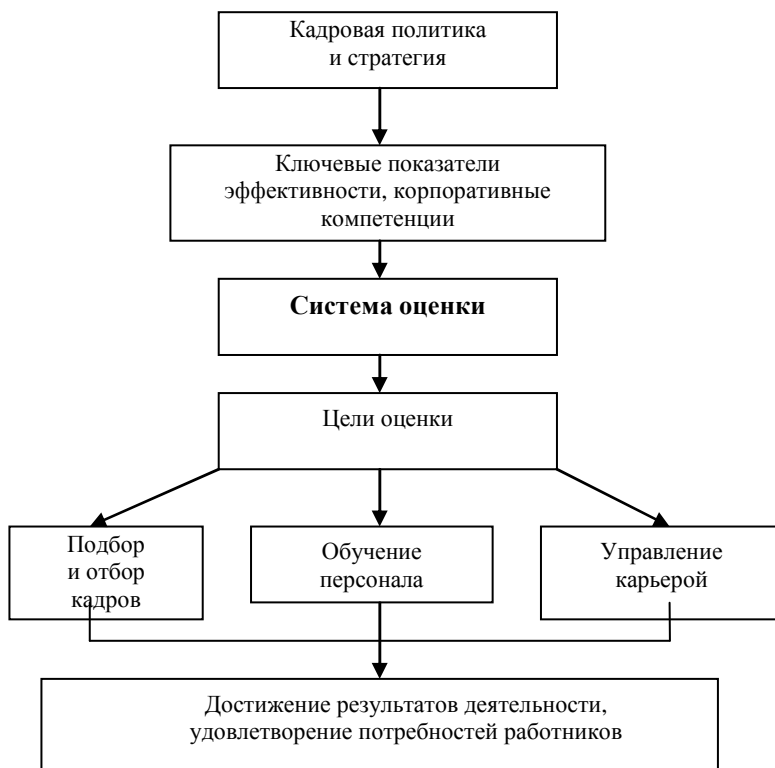 Кадровая политика
и стратегия
Ключевые показатели
эффективности, корпоративные
компетенции
Система оценки
Цели оценки
Подбор
и отбор
кадров
Обучение
персонала
Управление
карьерой
Достижение результатов деятельности,
удовлетворение потребностей работников